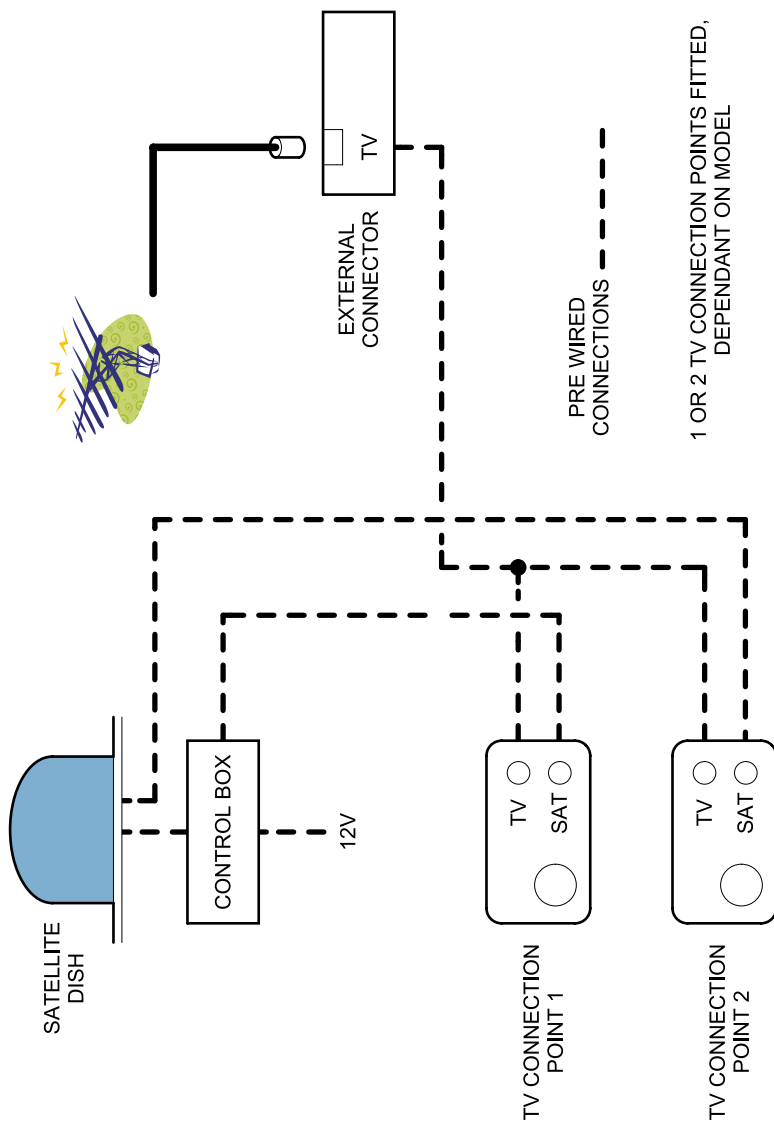 SATELLITE
DISH
CONTROL BOX
12V
TV CONNECTION
POINT 1
TV
SAT
TV CONNECTION
POINT 2
TV
SAT
EXTERNAL
CONNECTOR
TV
PRE WIRED
CONNECTIONS
1 OR 2 TV CONNECTION POINTS FITTED,
DEPENDANT ON MODEL